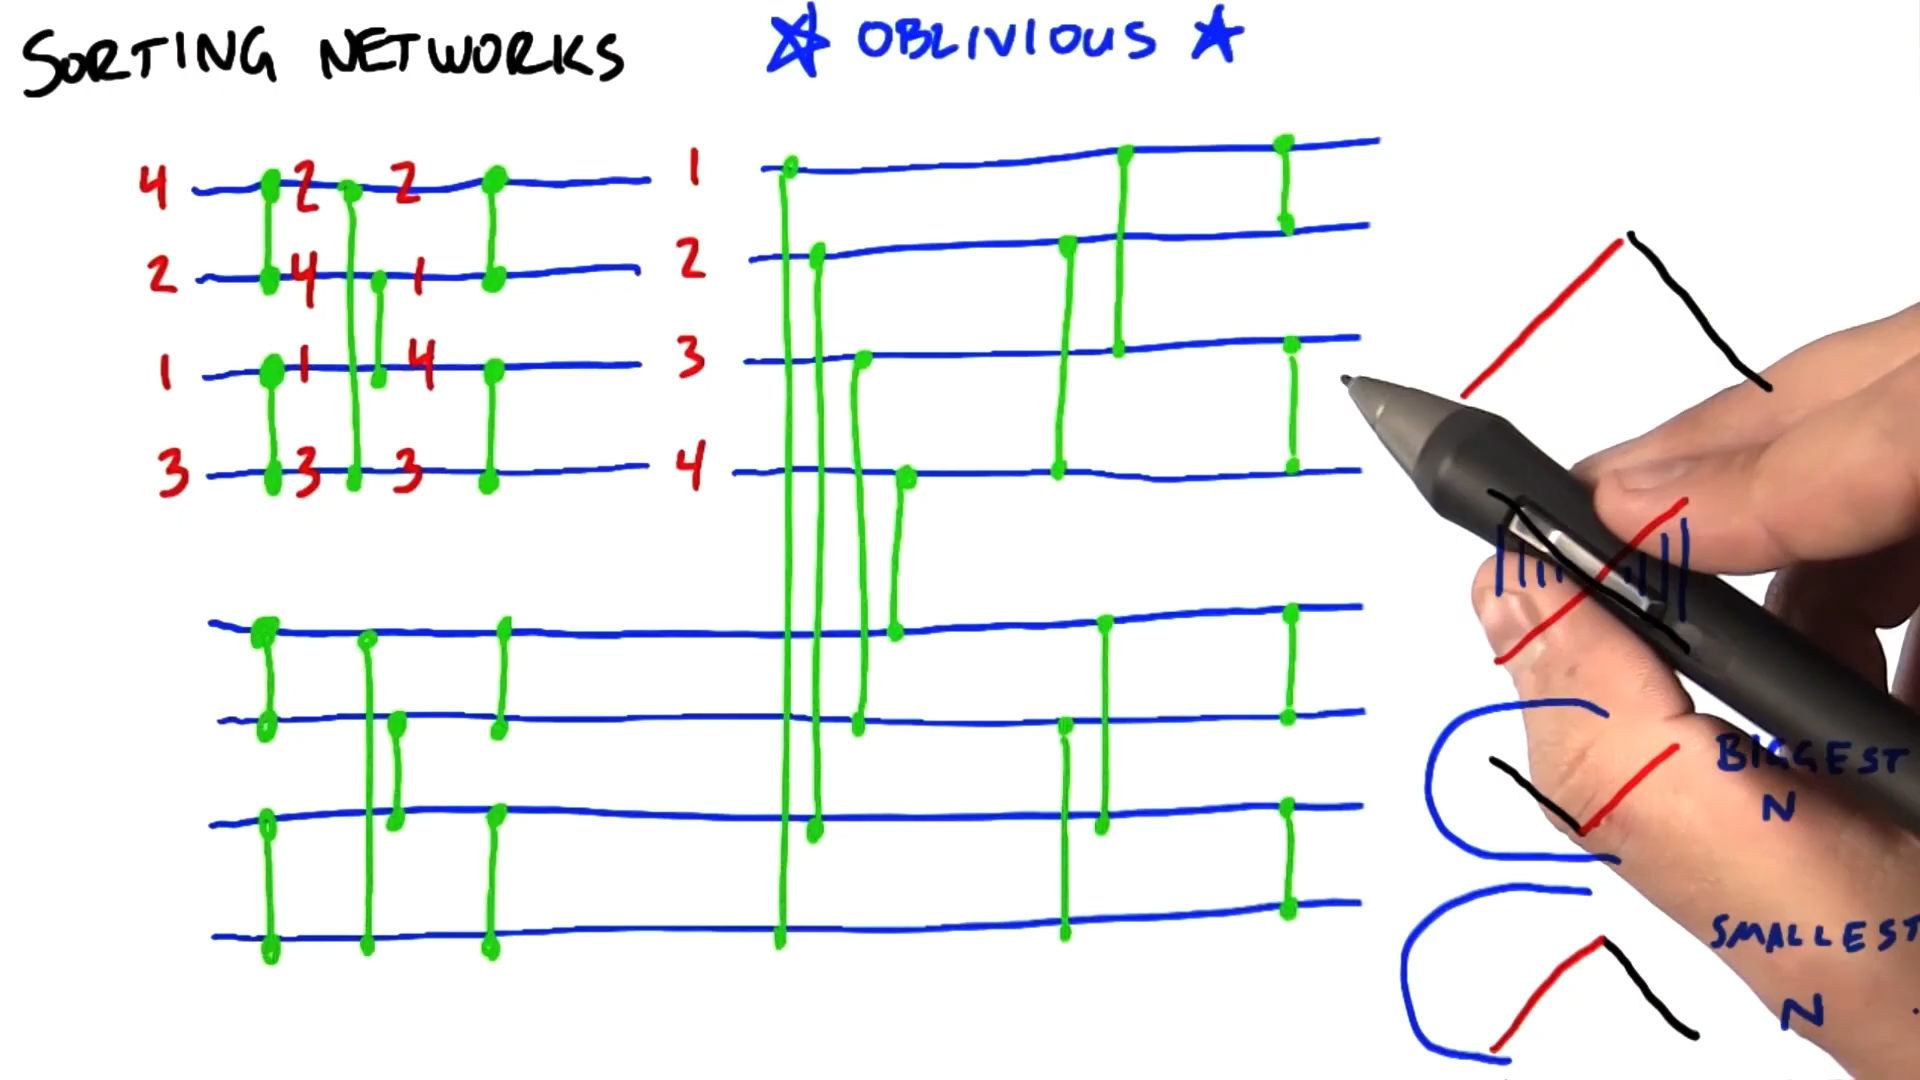 SORTING NETWORKS ☆ OBLIVIOUS ★
4 2 2 1
2 4 1 2
1 1 4 3
3 3 3 4
BIGGEST
N
SMALLEST
N